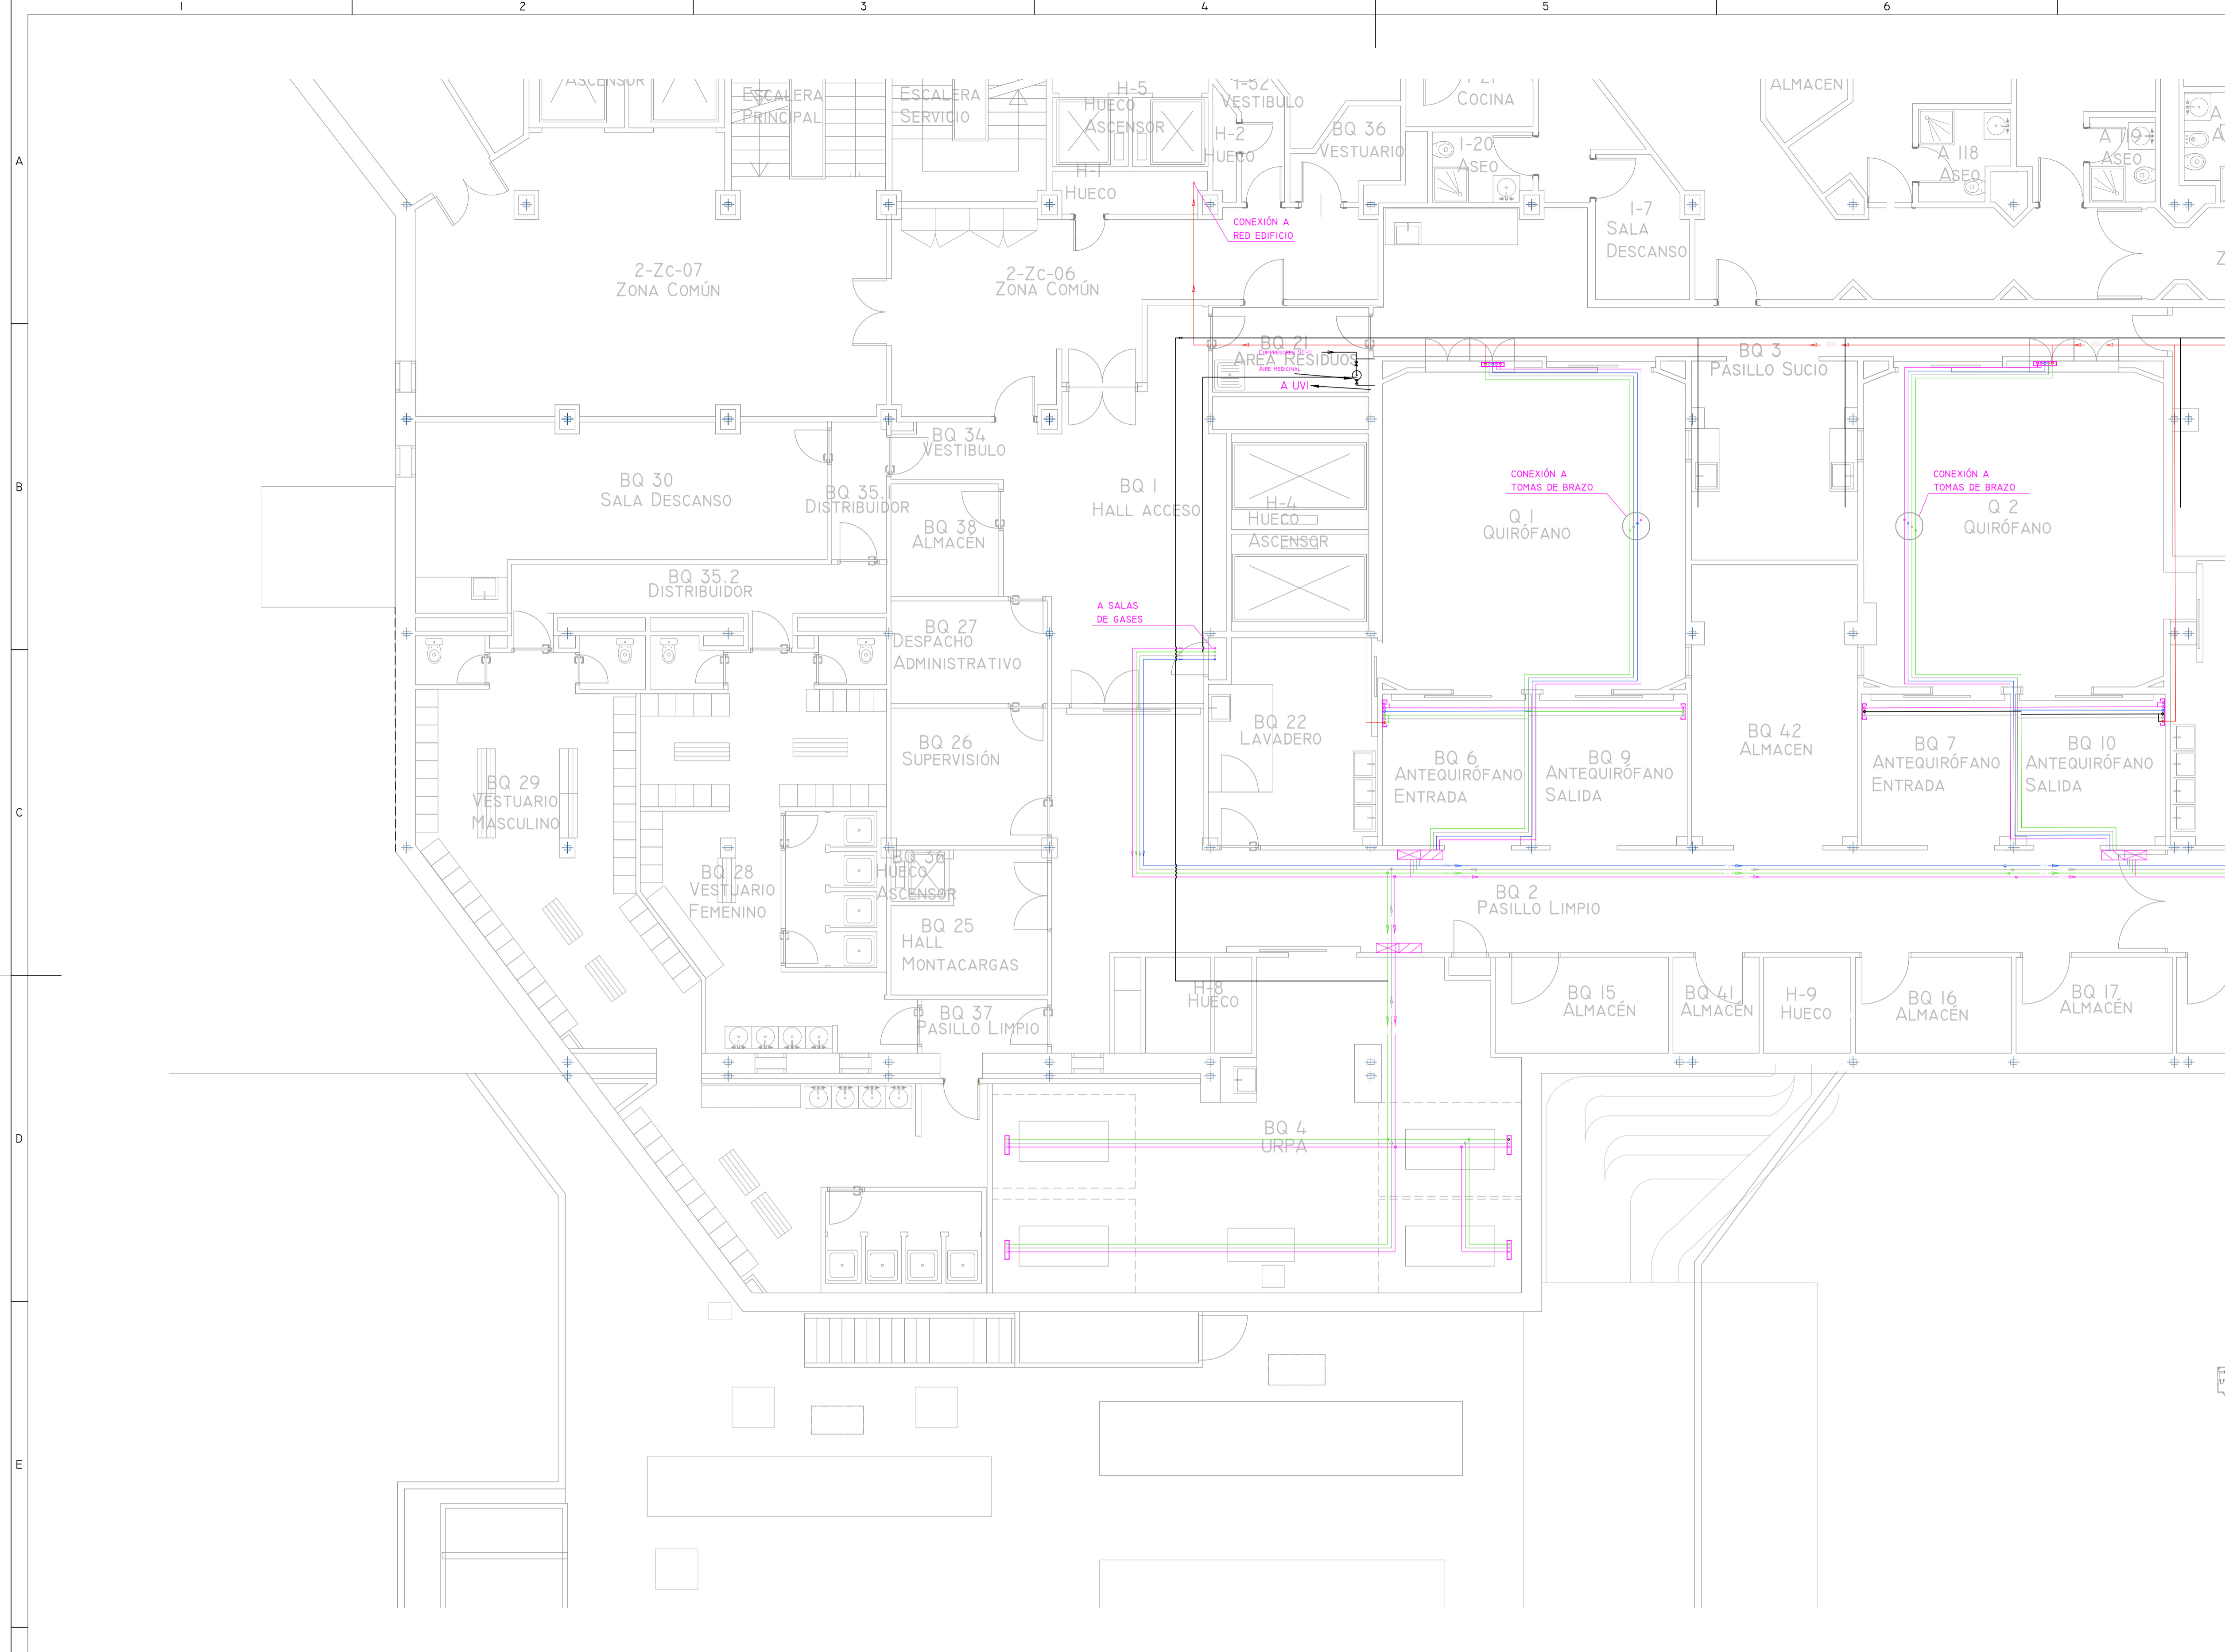 1
2
3
4
5
6
A
B
C
D
E
ASCENSOR
ESCALERA
PRINCIPAL
ESCALERA
SERVICIO
H-5
HUECO
ASCENSOR
H-1
HUECO
H-2
HUECO
I-52
VESTIBULO
BQ 36
VESTUARIO
I-21
COCINA
I-20
ASEO
I-7
SALA
DESCANSO
ALMACEN
A 118
ASEO
A 119
ASEO
2-ZC-07
ZONA COMÚN
2-ZC-06
ZONA COMÚN
CONEXIÓN A
RED EDIFICIO
BQ 21
AREA RESIDUOS
AIRE MEDICINAL
A UVI
BQ 3
PASILLO SUCIO
BQ 34
VESTIBULO
BQ 30
SALA DESCANSO
BQ 35.1
DISTRIBUIDOR
BQ 38
ALMACÉN
BQ 1
HALL ACCESO
H-4
HUECO
ASCENSOR
CONEXIÓN A
TOMAS DE BRAZO
Q 1
QUIRÓFANO
CONEXIÓN A
TOMAS DE BRAZO
Q 2
QUIRÓFANO
BQ 35.2
DISTRIBUIDOR
A SALAS
DE GASES
BQ 27
DESPACHO
ADMINISTRATIVO
BQ 26
SUPERVISIÓN
BQ 22
LAVADERO
BQ 6
ANTEQUIRÓFANO
ENTRADA
BQ 9
ANTEQUIRÓFANO
SALIDA
BQ 42
ALMACEN
BQ 7
ANTEQUIRÓFANO
ENTRADA
BQ 10
ANTEQUIRÓFANO
SALIDA
BQ 29
VESTUARIO
MASCULINO
BQ 28
VESTUARIO
FEMENINO
BQ 36
HUECO
ASCENSOR
BQ 25
HALL
MONTACARGAS
BQ 2
PASILLO LIMPIO
BQ 37
PASILLO LIMPIO
H-8
HUECO
BQ 15
ALMACÉN
BQ 41
ALMACÉN
H-9
HUECO
BQ 16
ALMACÉN
BQ 17
ALMACÉN
BQ 4
URPA